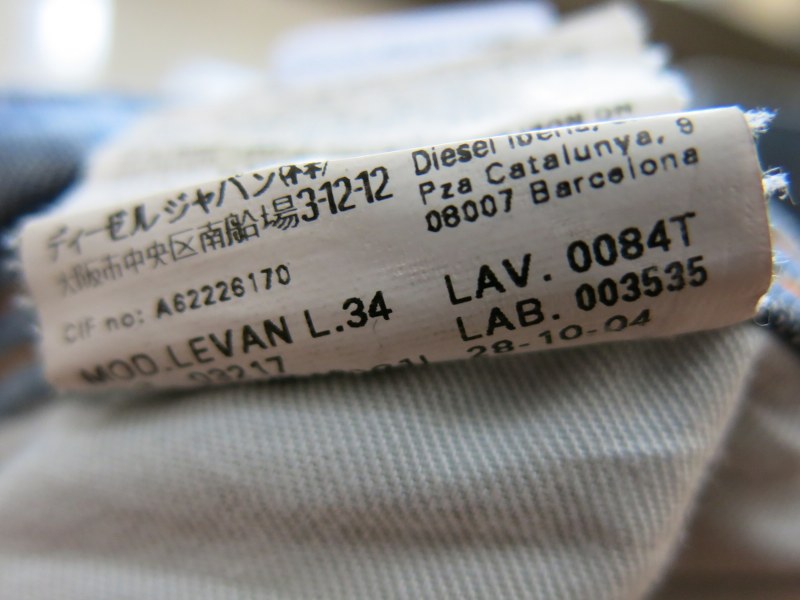 ディーゼルジャパン(株)
大阪市中央区南船場3-12-12
CIF no: A62226170
MOD.LEVAN L.34
03217
Diesel Iberia,
Pza Catalunya, 9
08007 Barcelona
LAV. 0084T
LAB. 003535
28-10-04